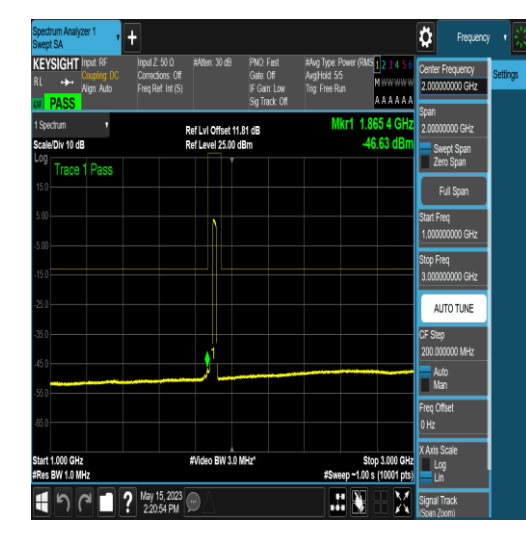 Spectrum Analyzer 1
Swept SA
Frequency
KEYSIGHT
RL
Input: RF
Coupling: DC
Align: Auto
Input Z: 50 Ω
Corrections: Off
Freq Ref: Int (S)
#Atten: 30 dB
PNO: Fast
Gate: Off
IF Gain: Low
Sig Track: Off
#Avg Type: Power (RMS
Avg|Hold: 5/5
Trig: Free Run
1 2 3 4 5 6
M W W W W W
A A A A A A
PASS
1 Spectrum
Scale/Div 10 dB
Ref Lvl Offset 11.81 dB
Ref Level 25.00 dBm
Mkr1 1.865 4 GHz
-46.63 dBm
Log
Trace 1 Pass
15.0
5.00
-5.00
-15.0
-25.0
-35.0
-45.0
-55.0
-65.0
1
Start 1.000 GHz
#Res BW 1.0 MHz
#Video BW 3.0 MHz*
Stop 3.000 GHz
#Sweep ~1.00 s (10001 pts)
?
May 15, 2023
2:20:54 PM
Center Frequency
2.000000000 GHz
Settings
Span
2.00000000 GHz
Swept Span
Zero Span
Full Span
Start Freq
1.000000000 GHz
Stop Freq
3.000000000 GHz
AUTO TUNE
CF Step
200.000000 MHz
Auto
Man
Freq Offset
0 Hz
X Axis Scale
Log
Lin
Signal Track
(Span Zoom)